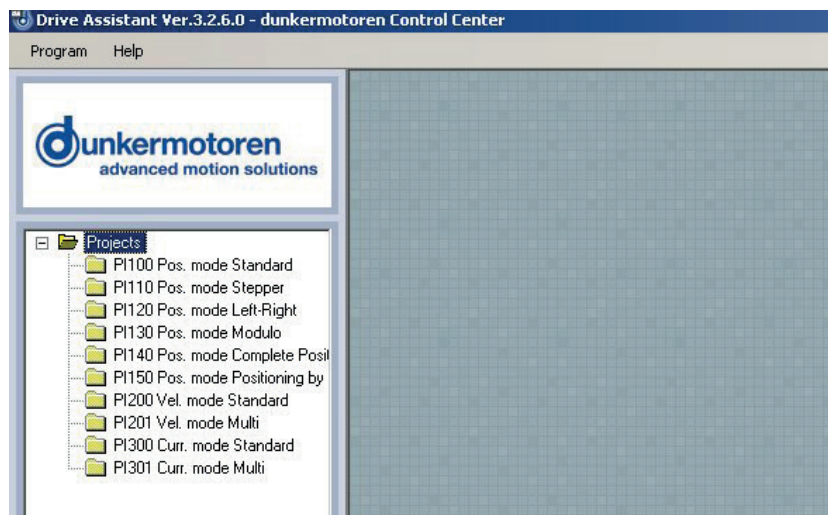 Drive Assistant Ver.3.2.6.0 - dunkermotoren Control Center
Program Help
dunkermotoren
advanced motion solutions
Projects
PI100 Pos. mode Standard
PI110 Pos. mode Stepper
PI120 Pos. mode Left-Right
PI130 Pos. mode Modulo
PI140 Pos. mode Complete Posit
PI150 Pos. mode Positioning by
PI200 Vel. mode Standard
PI201 Vel. mode Multi
PI300 Curr. mode Standard
PI301 Curr. mode Multi